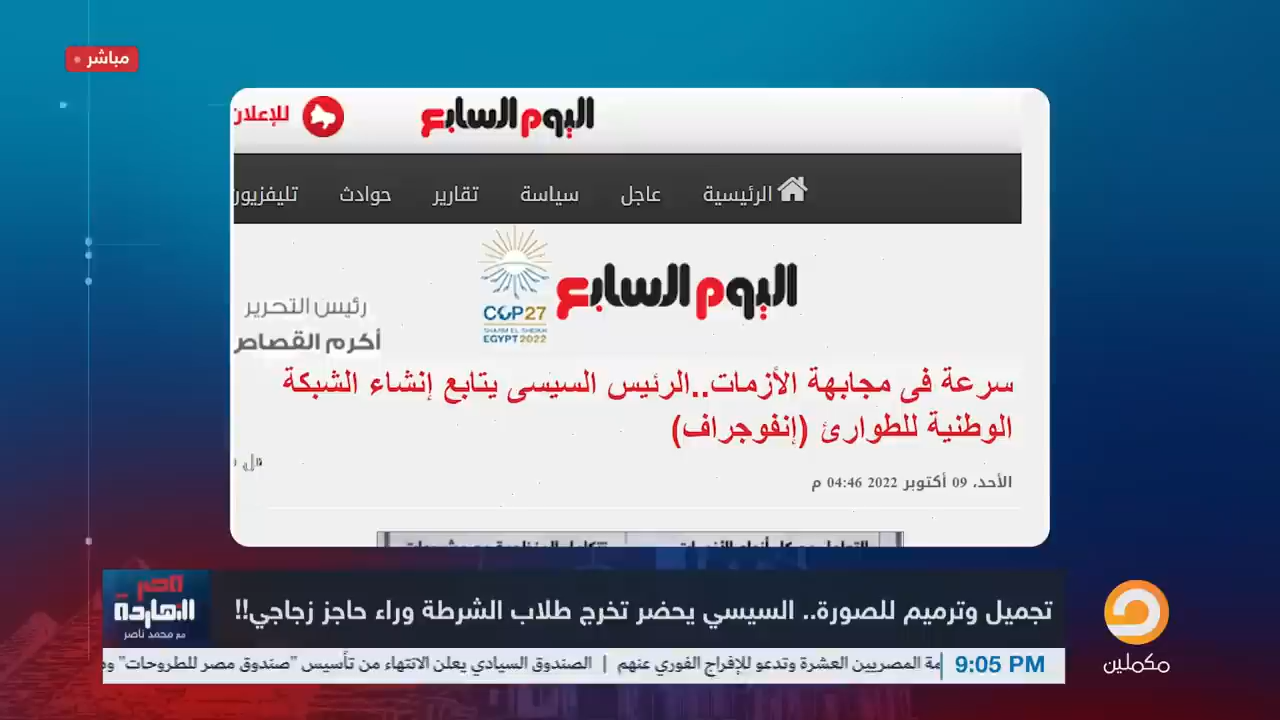 مباشر
للإعلان
اليوم السابع
الرئيسية
عاجل
سياسة
تقارير
حوادث
تليفزيون
اليوم السابع
COP27
SHARM EL-SHEIKH
EGYPT 2022
رئيس التحرير
أكرم القصاص
سرعة فى مجابهة الأزمات..الرئيس السيسى يتابع إنشاء الشبكة
الوطنية للطوارئ (إنفوجراف)
الأحد، 09 أكتوبر 2022 04:46 م
تجميل وترميم للصورة.. السيسي يحضر تخرج طلاب الشرطة وراء حاجز زجاجي!!
مصر
النهاردة
مع محمد ناصر
9:05 PM
المصريين العشرة وتدعو للإفراج الفوري عنهم | الصندوق السيادي يعلن الانتهاء من تأسيس "صندوق مصر للطروحات"
مكملين